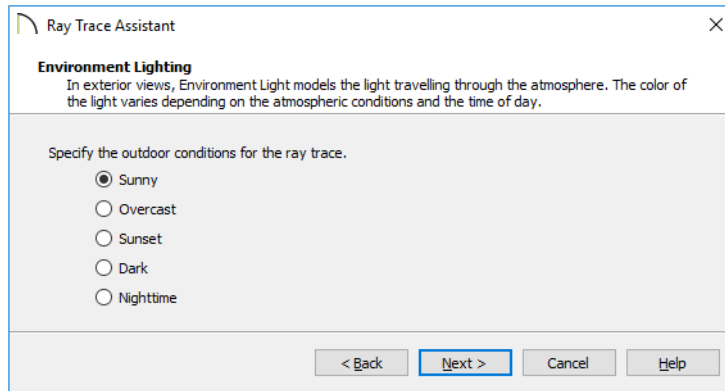 Ray Trace Assistant
Environment Lighting
In exterior views, Environment Light models the light travelling through the atmosphere. The color of
the light varies depending on the atmospheric conditions and the time of day.
Specify the outdoor conditions for the ray trace.
Sunny
Overcast
Sunset
Dark
Nighttime
< Back Next > Cancel Help